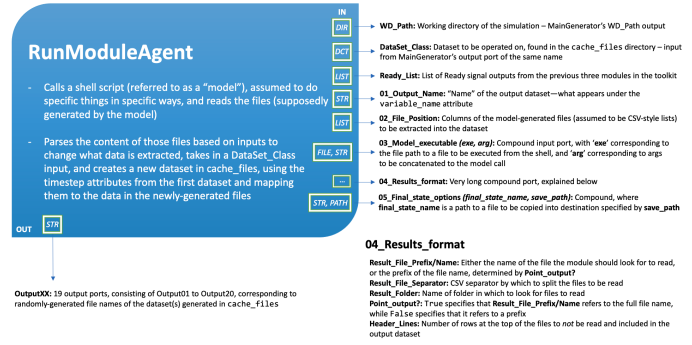 IN
RunModuleAgent
- Calls a shell script (referred to as a “model”), assumed to do
specific things in specific ways, and reads the files (supposedly
generated by the model)
- Parses the content of those files based on inputs to
change what data is extracted, takes in a DataSet_Class
input, and creates a new dataset in cache_files, using the
timestep attributes from the first dataset and mapping
them to the data in the newly-generated files
OUT
STR
DIR
WD_Path: Working directory of the simulation – MainGenerator’s WD_Path output
DCT
DataSet_Class: Dataset to be operated on, found in the cache_files directory – input
from MainGenerator’s output port of the same name
LIST
Ready_List: List of Ready signal outputs from the previous three modules in the toolkit
STR
01_Output_Name: “Name” of the output dataset—what appears under the
variable_name attribute
LIST
02_File_Position: Columns of the model-generated files (assumed to be CSV-style lists)
to be extracted into the dataset
FILE, STR
03_Model_executable (exe, arg): Compound input port, with ‘exe’ corresponding to
the file path to a file to be executed from the shell, and ‘arg’ corresponding to args
to be concatenated to the model call
...
04_Results_format: Very long compound port, explained below
STR, PATH
05_Final_state_options (final_state_name, save_path): Compound, where
final_state_name is a path to a file to be copied into destination specified by save_path
OutputXX: 19 output ports, consisting of Output01 to Output20, corresponding to
randomly-generated file names of the dataset(s) generated in cache_files
04_Results_format
Result_File_Prefix/Name: Either the name of the file the module should look for to read,
or the prefix of the file name, determined by Point_output?
Result_File_Separator: CSV separator by which to split the files to be read
Result_Folder: Name of folder in which to look for files to read
Point_output?: True specifies that Result_File_Prefix/Name refers to the full file name,
while False specifies that it refers to a prefix
Header_Lines: Number of rows at the top of the files to not be read and included in the
output dataset